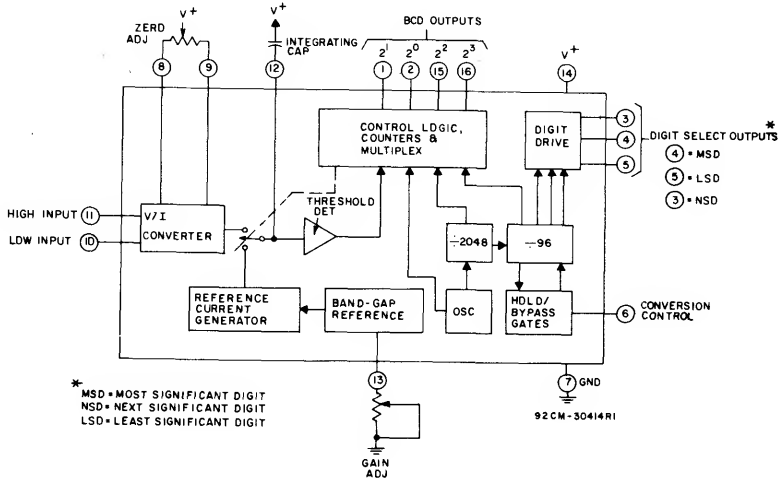 V+
ZERD
ADJ
8
9
V+
INTEGRATING
CAP
12
BCD OUTPUTS
2¹ 2⁰ 2² 2³
1 2 15 16
V+
14
CONTROL LOGIC,
COUNTERS &
MULTIPLEX
DIGIT
DRIVE
3
4
5
DIGIT SELECT OUTPUTS*
4 = MSD
5 = LSD
3 = NSD
HIGH INPUT 11
LDW INPUT 10
V/I
CONVERTER
THRESHOLD
DET
÷2048
÷96
REFERENCE
CURRENT
GENERATOR
BAND-GAP
REFERENCE
OSC
HDLD/
BYPASS
GATES
6 CONVERSION
CONTROL
7 GND
13
* MSD = MOST SIGNIFICANT DIGIT
NSD = NEXT SIGNIFICANT DIGIT
LSD = LEAST SIGNIFICANT DIGIT
92CM-30414RI
GAIN
ADJ